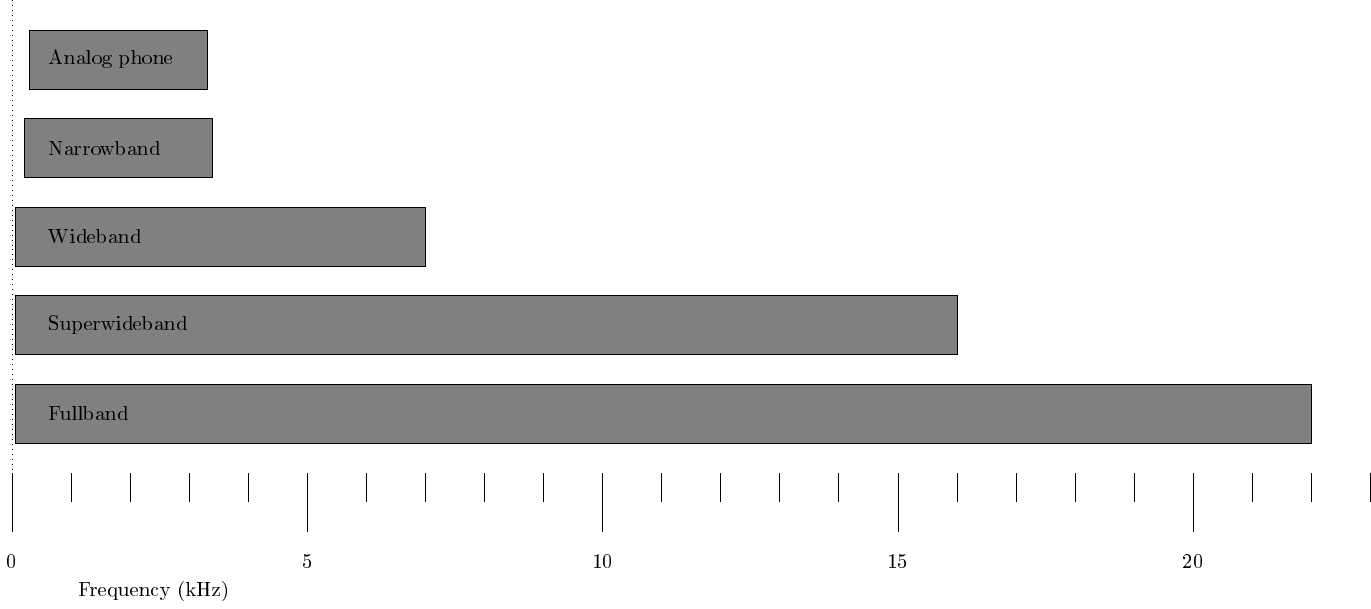 Analog phone
Narrowband
Wideband
Superwideband
Fullband
0 5 10 15 20
Frequency (kHz)